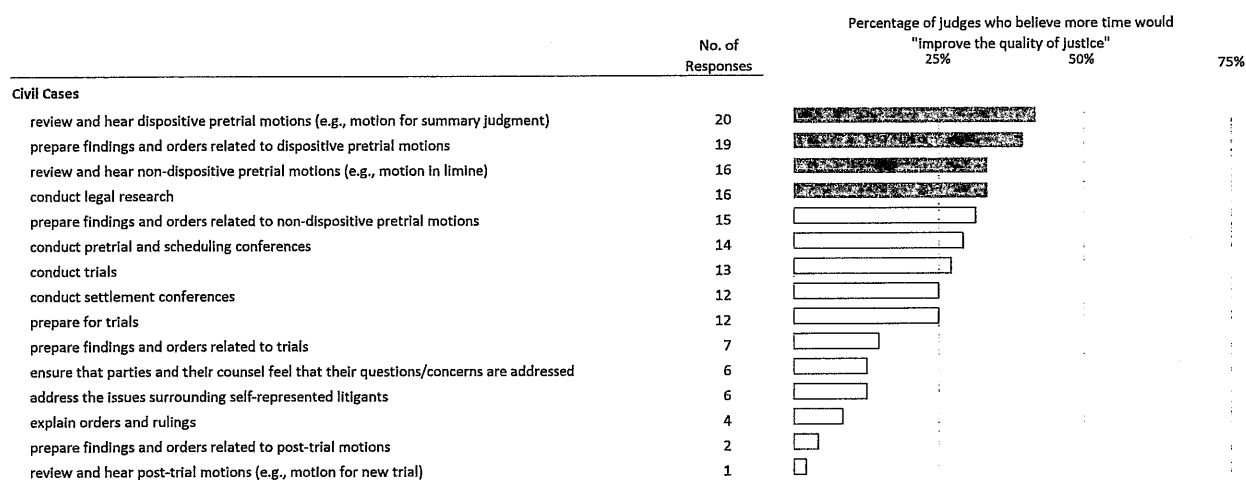 Percentage of judges who believe more time would
"improve the quality of justice"
No. of
Responses
25% 50% 75%
Civil Cases
review and hear dispositive pretrial motions (e.g., motion for summary judgment) 20
prepare findings and orders related to dispositive pretrial motions 19
review and hear non-dispositive pretrial motions (e.g., motion in limine) 16
conduct legal research 16
prepare findings and orders related to non-dispositive pretrial motions 15
conduct pretrial and scheduling conferences 14
conduct trials 13
conduct settlement conferences 12
prepare for trials 12
prepare findings and orders related to trials 7
ensure that parties and their counsel feel that their questions/concerns are addressed 6
address the issues surrounding self-represented litigants 6
explain orders and rulings 4
prepare findings and orders related to post-trial motions 2
review and hear post-trial motions (e.g., motion for new trial) 1